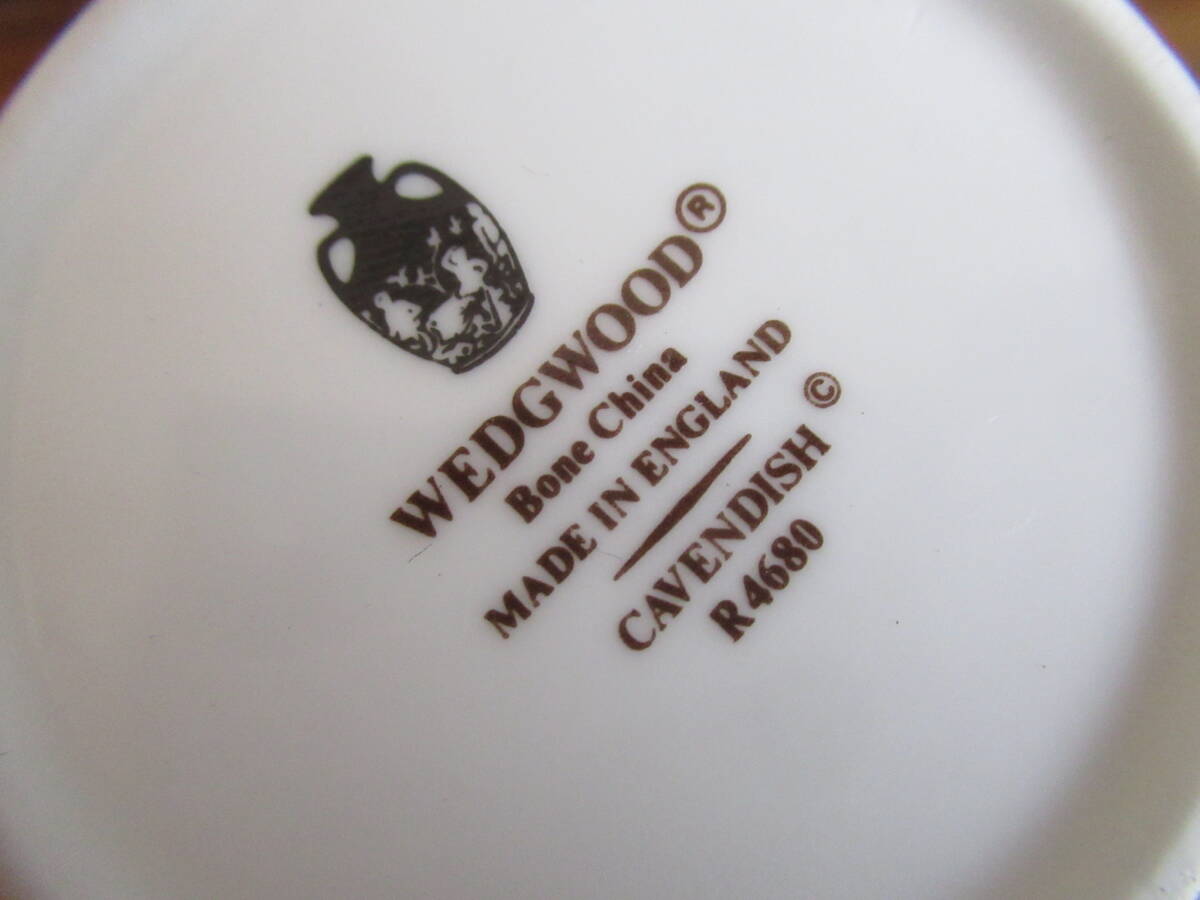 WEDGWOOD®
Bone China
MADE IN ENGLAND
CAVENDISH ©
R4680